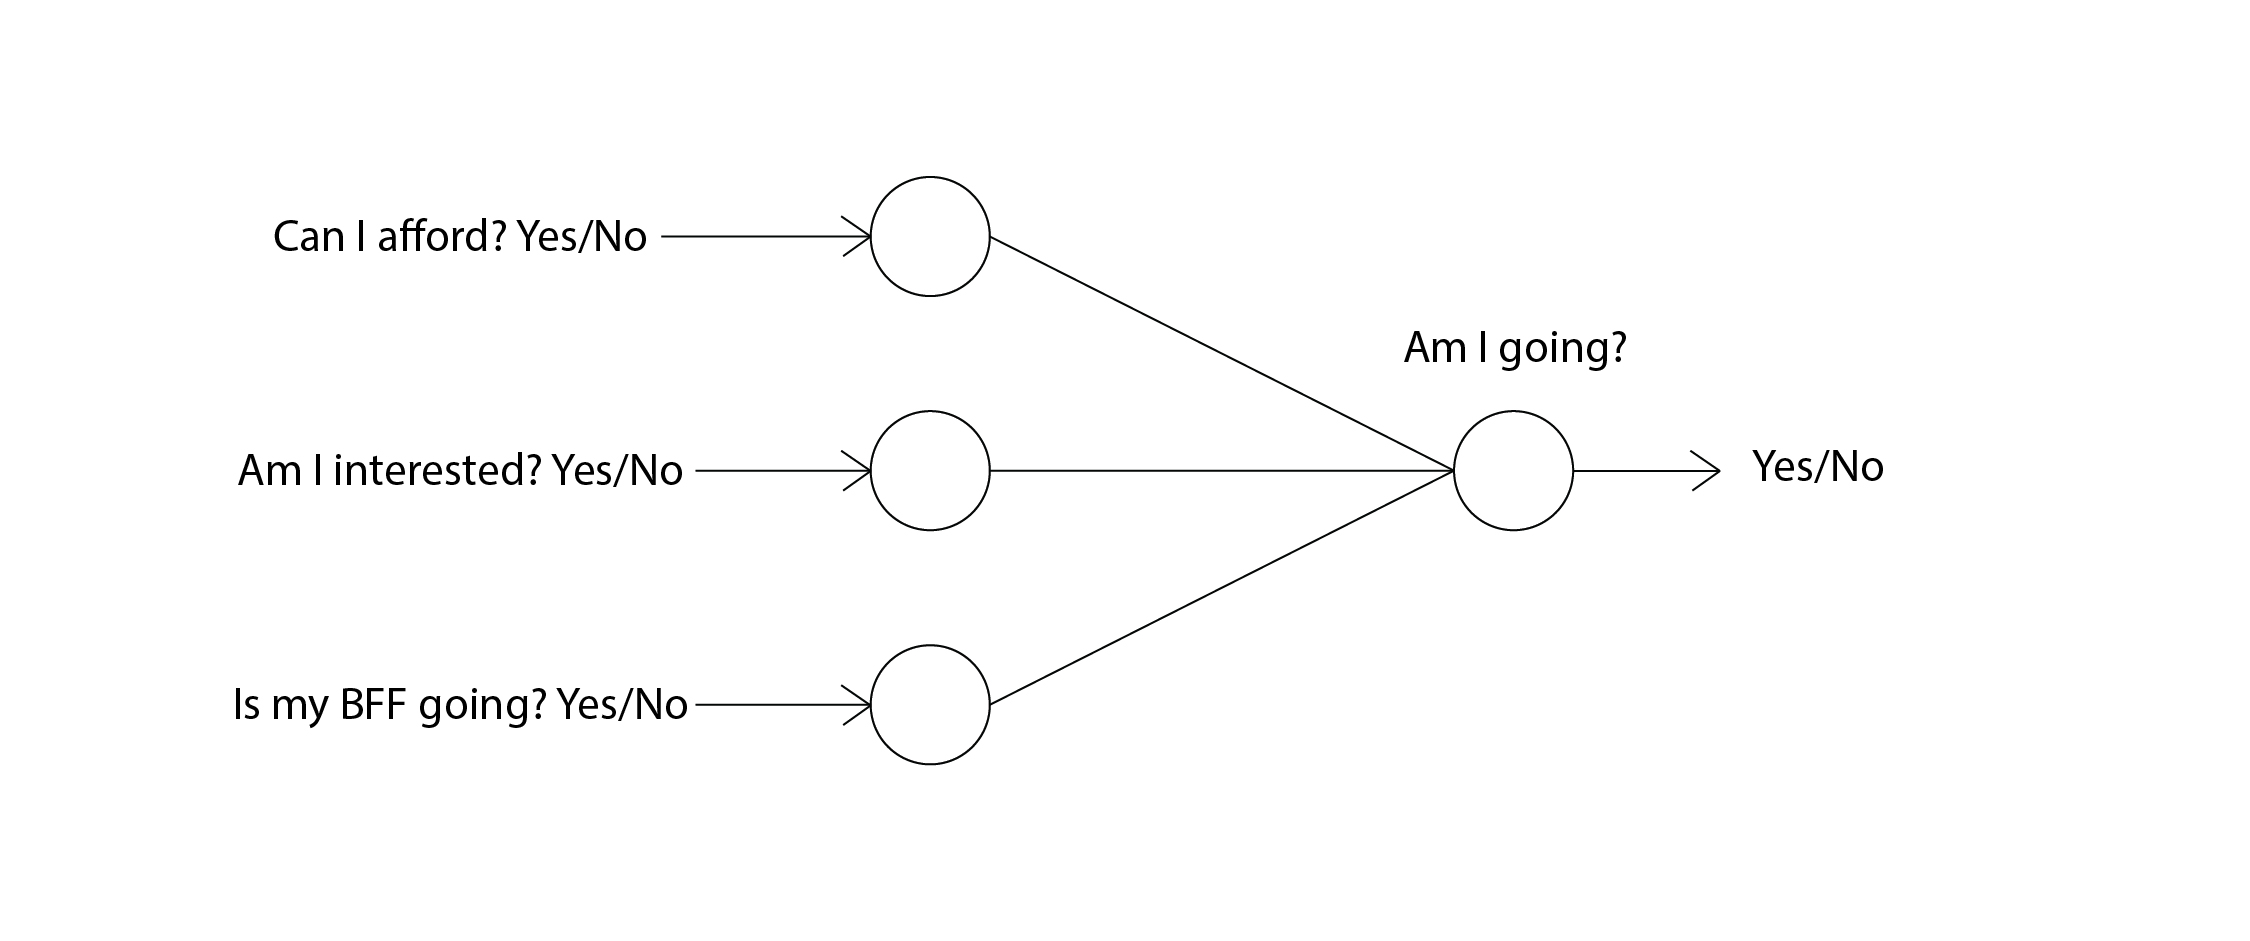 Can I afford? Yes/No
Am I going?
Am I interested? Yes/No
Yes/No
Is my BFF going? Yes/No